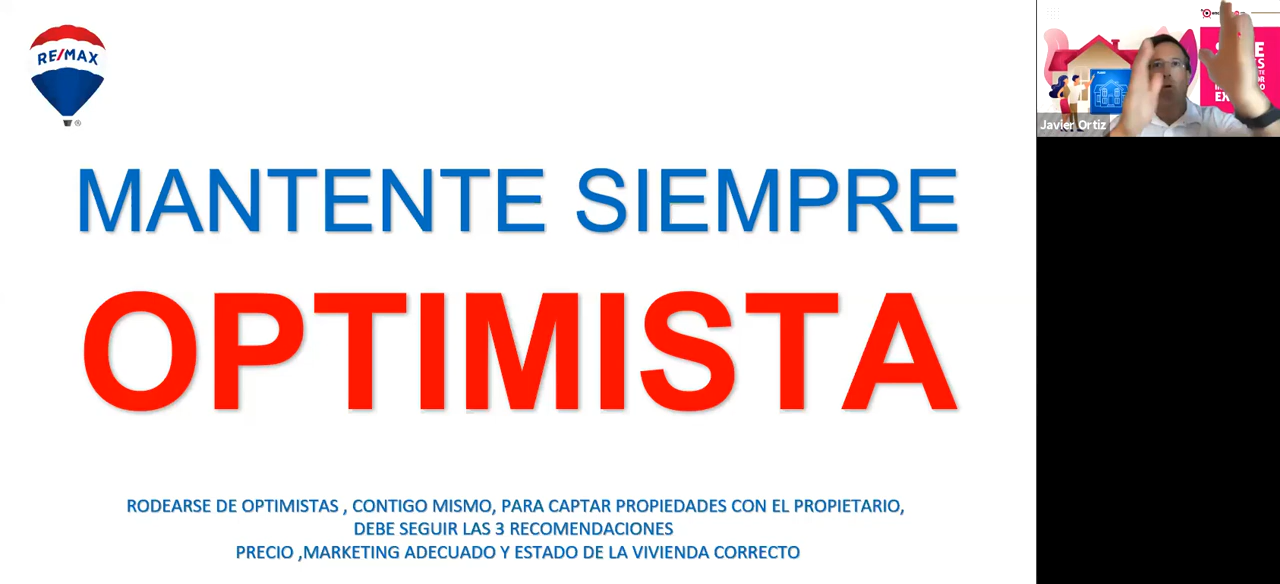 RE/MAX
MANTENTE SIEMPRE
OPTIMISTA
RODEARSE DE OPTIMISTAS , CONTIGO MISMO, PARA CAPTAR PROPIEDADES CON EL PROPIETARIO,
DEBE SEGUIR LAS 3 RECOMENDACIONES
PRECIO ,MARKETING ADECUADO Y ESTADO DE LA VIVIENDA CORRECTO
Javier Ortiz